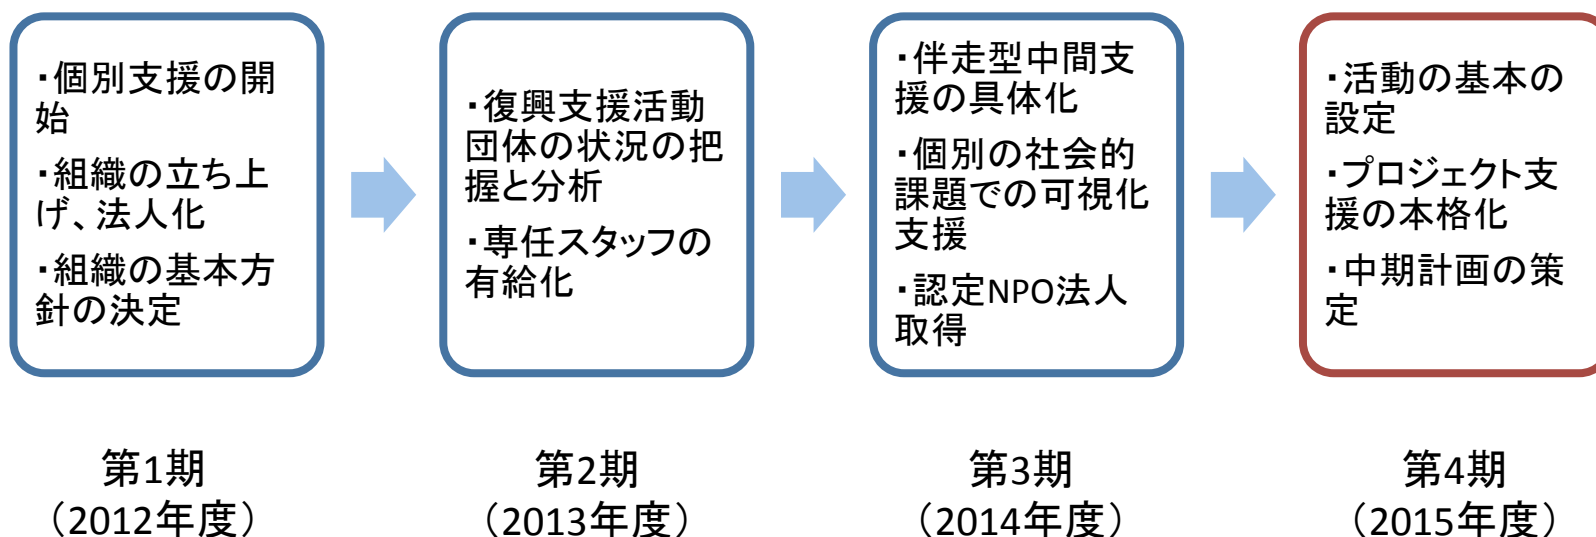 ・個別支援の開
始
・組織の立ち上
げ、法人化
・組織の基本方
針の決定
第1期
（2012年度）
・復興支援活動
団体の状況の把
握と分析
・専任スタッフの
有給化
第2期
（2013年度）
・伴走型中間支
援の具体化
・個別の社会的
課題での可視化
支援
・認定NPO法人
取得
第3期
（2014年度）
・活動の基本の
設定
・プロジェクト支
援の本格化
・中期計画の策
定
第4期
（2015年度）